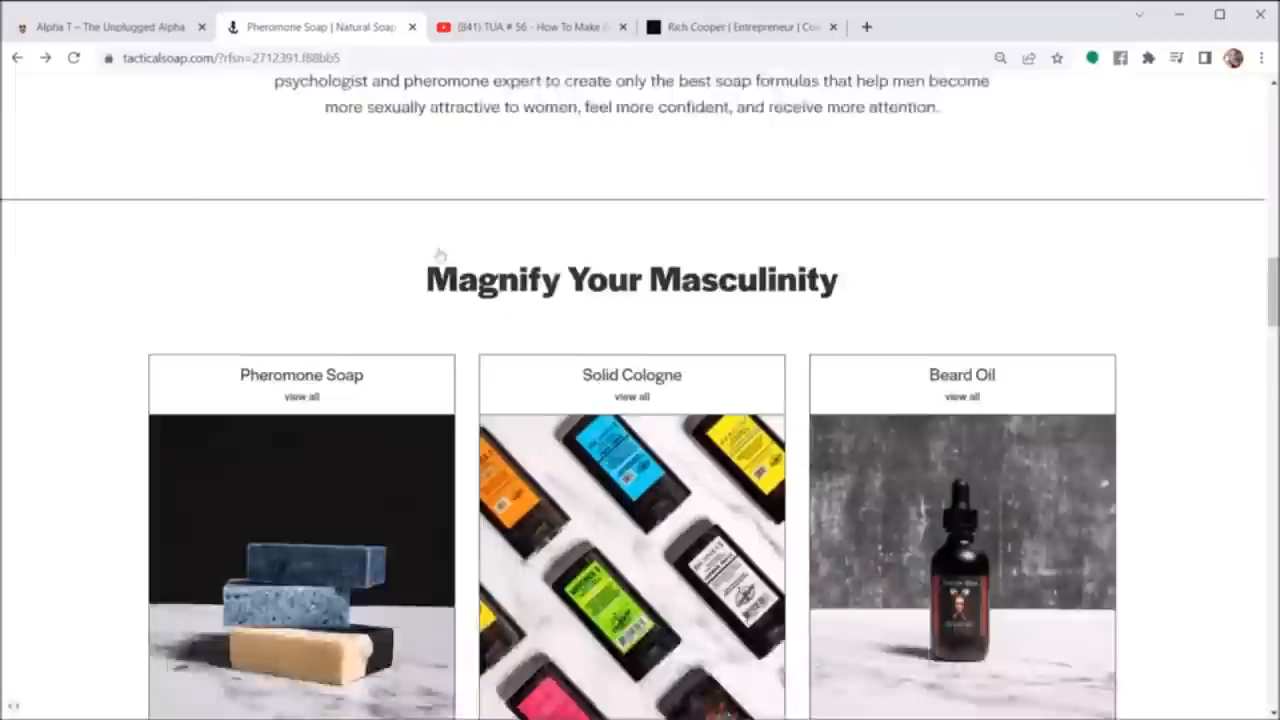 Alpha T – The Unplugged Alpha
Pheromone Soap | Natural Soap
(841) TUA # 56 - How To Make
Rich Cooper | Entrepreneur | Co
tacticalsoap.com/?rfsn=2712391.f88bb5
psychologist and pheromone expert to create only the best soap formulas that help men become
more sexually attractive to women, feel more confident, and receive more attention.
Magnify Your Masculinity
Pheromone Soap
view all
Solid Cologne
view all
Beard Oil
view all